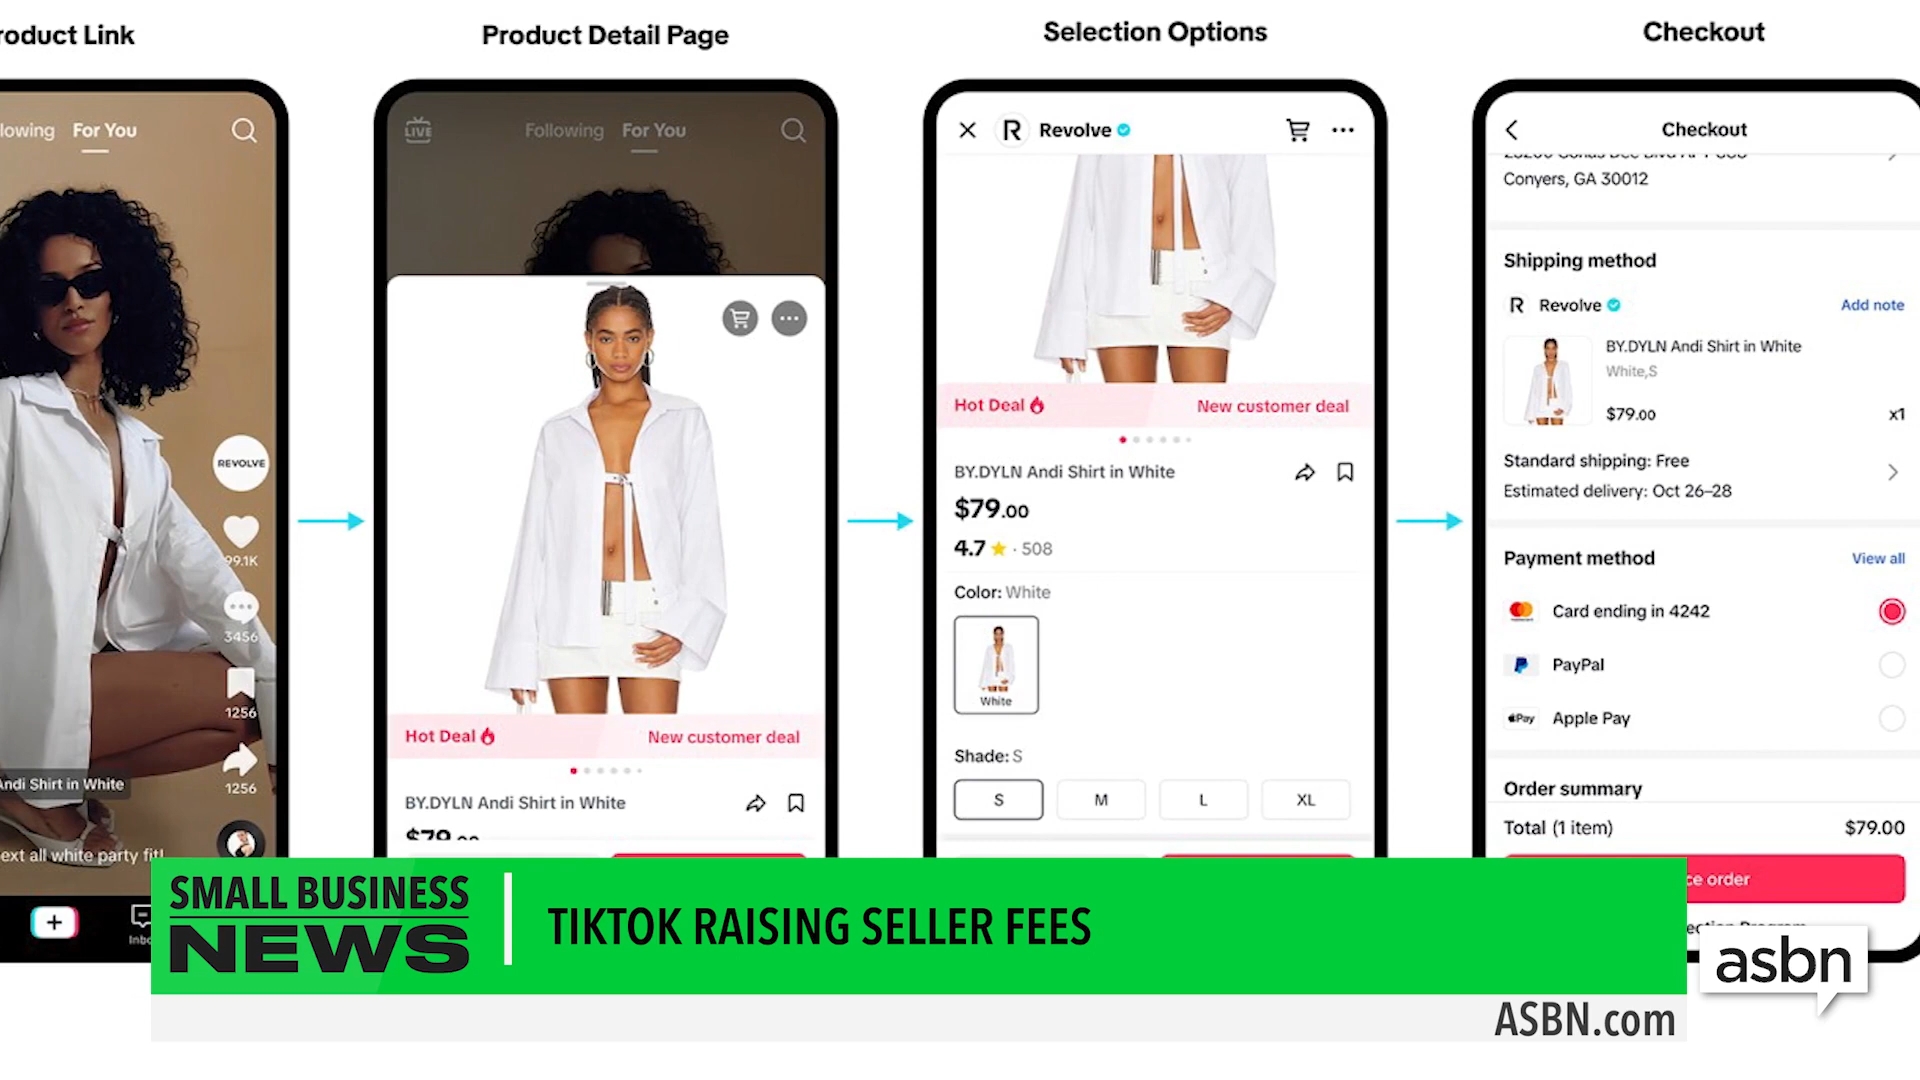 roduct Link
Product Detail Page
Selection Options
Checkout
lowing For You
REVOLVE
99.1K
3456
1256
1256
Andi Shirt in White
ext all white party fit!
LIVE
Following For You
Hot Deal
New customer deal
BY.DYLN Andi Shirt in White
$79.00
R Revolve
Hot Deal
New customer deal
BY.DYLN Andi Shirt in White
$79.00
4.7 · 508
Color: White
White
Shade: S
S
M
L
XL
Checkout
Conyers, GA 30012
Shipping method
R Revolve
Add note
BY.DYLN Andi Shirt in White
White,S
$79.00
x1
Standard shipping: Free
Estimated delivery: Oct 26–28
Payment method
View all
Card ending in 4242
PayPal
Pay
Apple Pay
Order summary
Total (1 item)
$79.00
ce order
SMALL BUSINESS
NEWS
TIKTOK RAISING SELLER FEES
asbn
ASBN.com